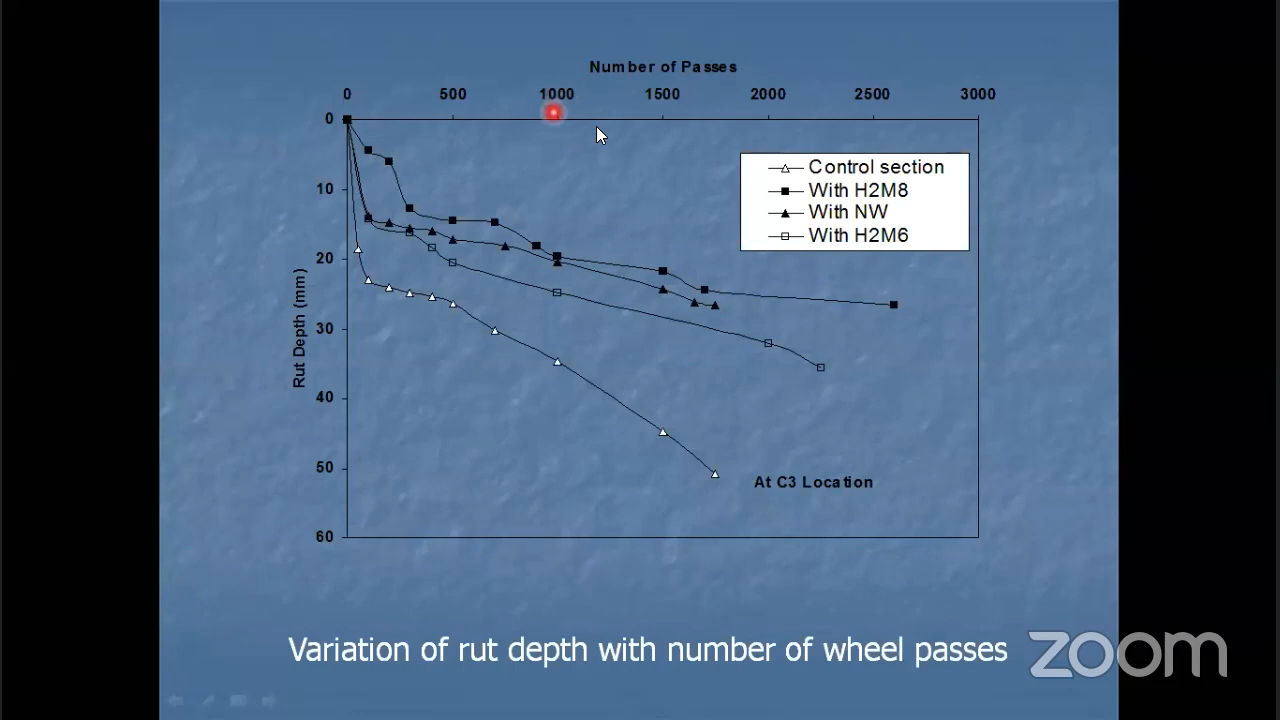 Number of Passes
0 500 1000 1500 2000 2500 3000
0
10
20
30
40
50
60
Rut Depth (mm)
Control section
With H2M8
With NW
With H2M6
At C3 Location
Variation of rut depth with number of wheel passes
zoom